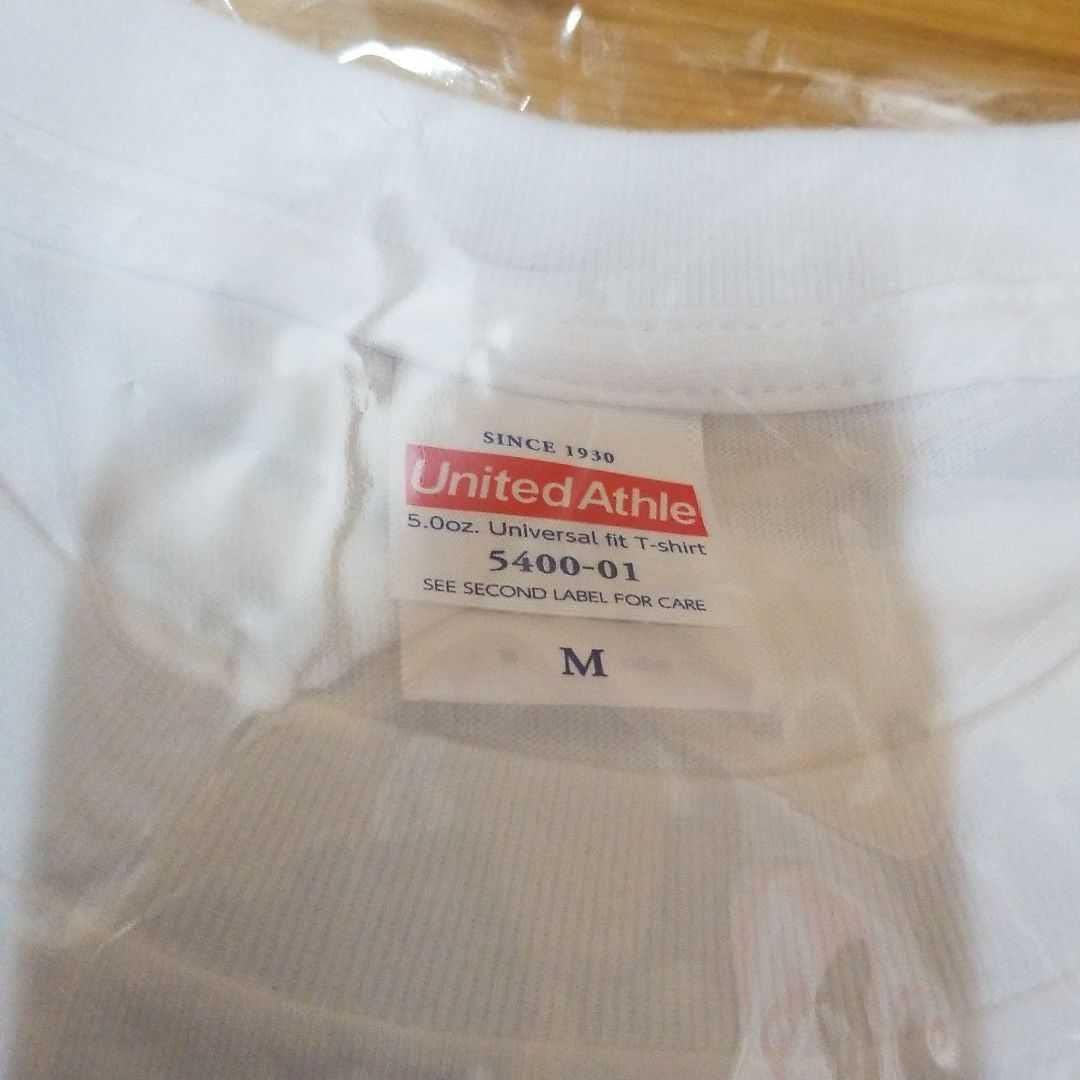 SINCE 1930
United Athle
5.0oz. Universal fit T-shirt
5400-01
SEE SECOND LABEL FOR CARE
M